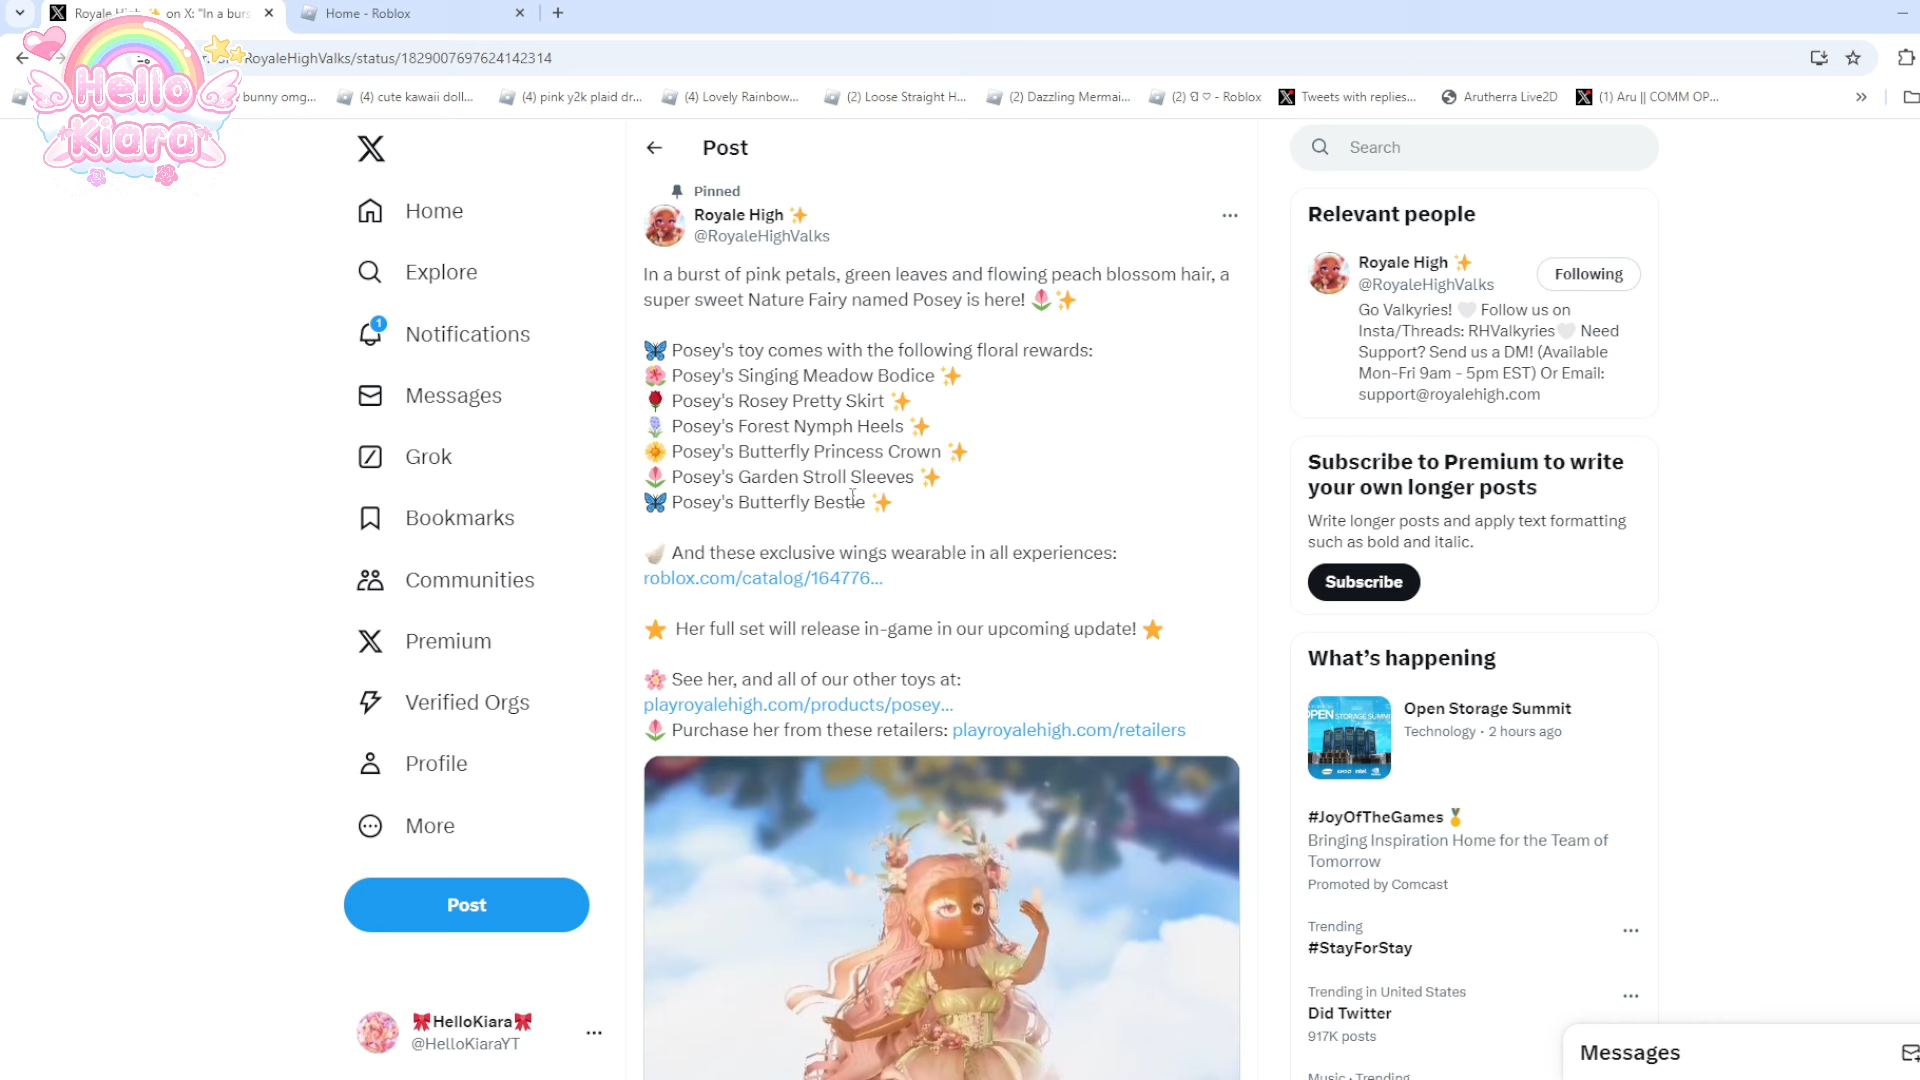 Royale High ✨ on X: "In a burs
Home - Roblox
RoyaleHighValks/status/1829007697624142314
Hello
Kiara
bunny omg...
(4) cute kawaii doll...
(4) pink y2k plaid dr...
(4) Lovely Rainbow...
(2) Loose Straight H...
(2) Dazzling Mermai...
(2) ᗢ ♡ - Roblox
Tweets with replies...
Arutherra Live2D
(1) Aru || COMM OP...
Home
Explore
1
Notifications
Messages
Grok
Bookmarks
Communities
Premium
Verified Orgs
Profile
More
Post
🎀HelloKiara🎀
@HelloKiaraYT
Post
Pinned
Royale High ✨
@RoyaleHighValks
In a burst of pink petals, green leaves and flowing peach blossom hair, a
super sweet Nature Fairy named Posey is here! 🌷✨
🦋 Posey's toy comes with the following floral rewards:
🌺 Posey's Singing Meadow Bodice ✨
🌹 Posey's Rosey Pretty Skirt ✨
🪻 Posey's Forest Nymph Heels ✨
🌼 Posey's Butterfly Princess Crown ✨
🌷 Posey's Garden Stroll Sleeves ✨
🦋 Posey's Butterfly Bestie ✨
🪽 And these exclusive wings wearable in all experiences:
roblox.com/catalog/164776...
⭐ Her full set will release in-game in our upcoming update! ⭐
🌸 See her, and all of our other toys at:
playroyalehigh.com/products/posey...
🌷 Purchase her from these retailers: playroyalehigh.com/retailers
Search
Relevant people
Royale High ✨
@RoyaleHighValks
Following
Go Valkyries! 🤍 Follow us on
Insta/Threads: RHValkyries🤍 Need
Support? Send us a DM! (Available
Mon-Fri 9am - 5pm EST) Or Email:
support@royalehigh.com
Subscribe to Premium to write
your own longer posts
Write longer posts and apply text formatting
such as bold and italic.
Subscribe
What's happening
OPEN STORAGE SUMMIT
Open Storage Summit
Technology · 2 hours ago
#JoyOfTheGames 🏅
Bringing Inspiration Home for the Team of
Tomorrow
Promoted by Comcast
Trending
#StayForStay
Trending in United States
Did Twitter
917K posts
Music · Trending
Messages